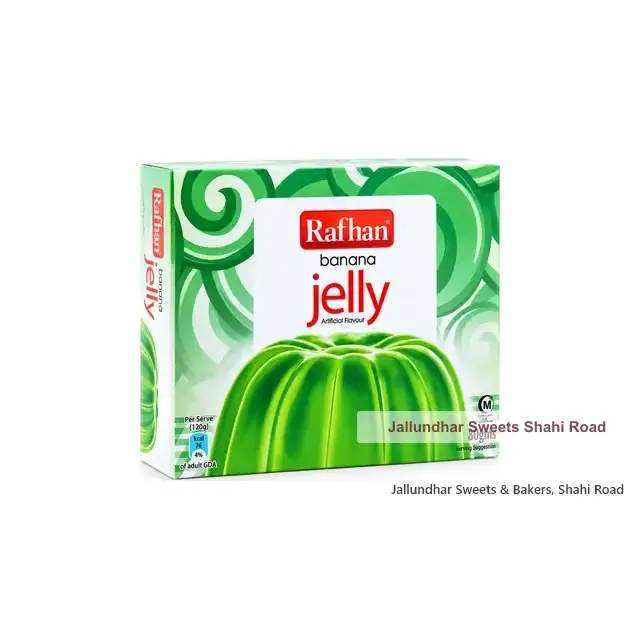 Rafhan®
banana
jelly
Artificial Flavour
Rafhan
banana
jelly
Per Serve*
(120g)
kcal
76
4%
of adult GDA
M
Jallundhar Sweets Shahi Road
80gms
Serving Suggestion
Jallundhar Sweets & Bakers, Shahi Road